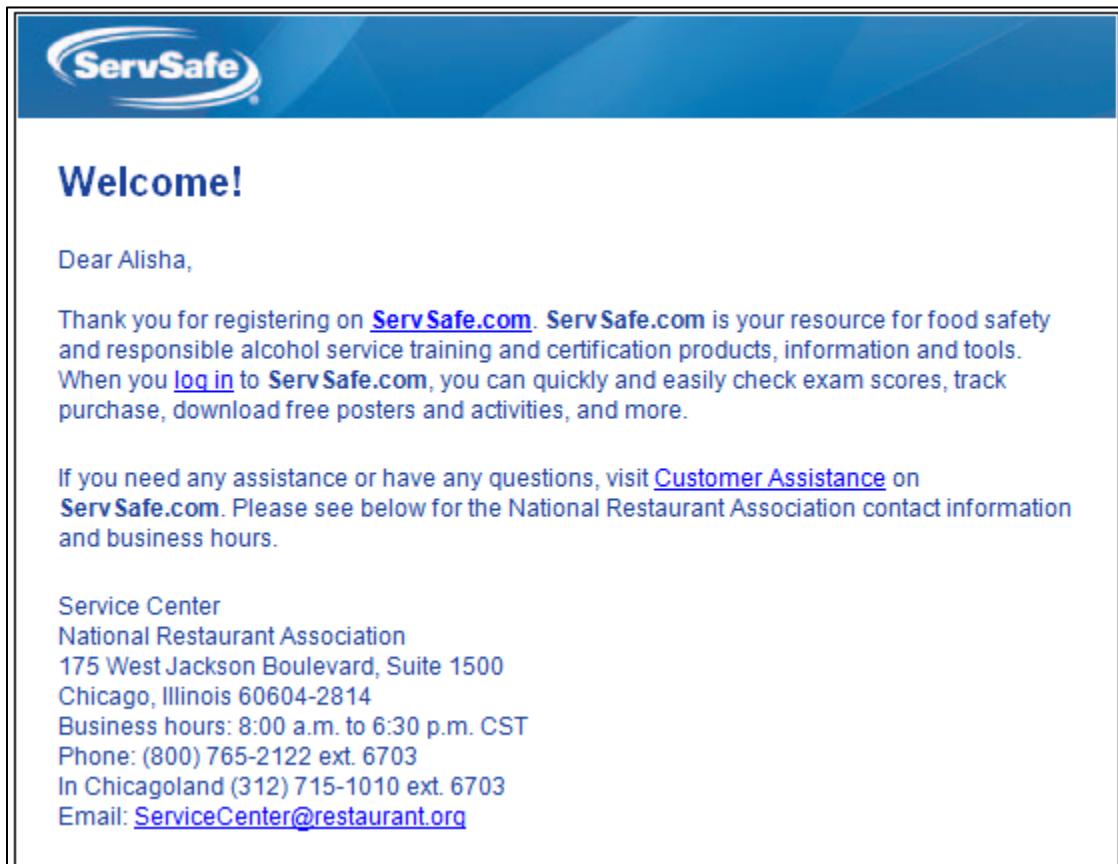 ServSafe®
Welcome!
Dear Alisha,
Thank you for registering on ServSafe.com. ServSafe.com is your resource for food safety
and responsible alcohol service training and certification products, information and tools.
When you log in to ServSafe.com, you can quickly and easily check exam scores, track
purchase, download free posters and activities, and more.
If you need any assistance or have any questions, visit Customer Assistance on
ServSafe.com. Please see below for the National Restaurant Association contact information
and business hours.
Service Center
National Restaurant Association
175 West Jackson Boulevard, Suite 1500
Chicago, Illinois 60604-2814
Business hours: 8:00 a.m. to 6:30 p.m. CST
Phone: (800) 765-2122 ext. 6703
In Chicagoland (312) 715-1010 ext. 6703
Email: ServiceCenter@restaurant.org